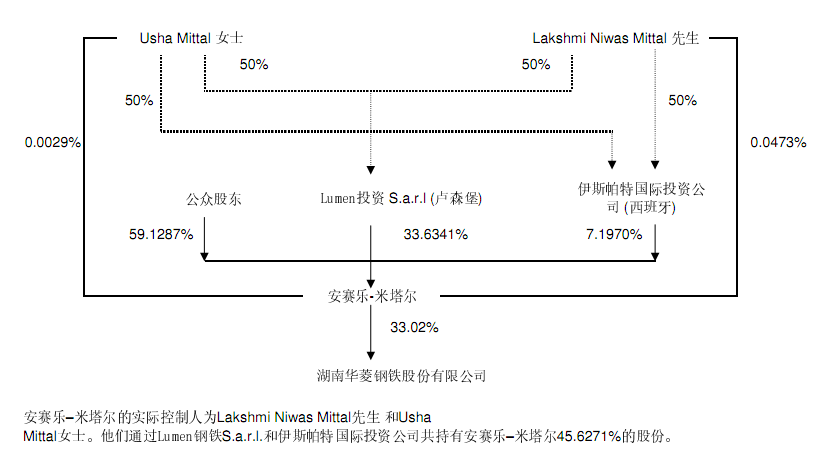 Usha Mittal 女士
Lakshmi Niwas Mittal 先生
50%
50%
50%
50%
0.0029%
0.0473%
公众股东
Lumen投资 S.a.r.l (卢森堡)
伊斯帕特国际投资公
司 (西班牙)
59.1287%
33.6341%
7.1970%
安赛乐-米塔尔
33.02%
湖南华菱钢铁股份有限公司
安赛乐–米塔尔的实际控制人为Lakshmi Niwas Mittal先生 和Usha
Mittal女士。他们通过Lumen钢铁S.a.r.l.和伊斯帕特国际投资公司共持有安赛乐–米塔尔45.6271%的股份。